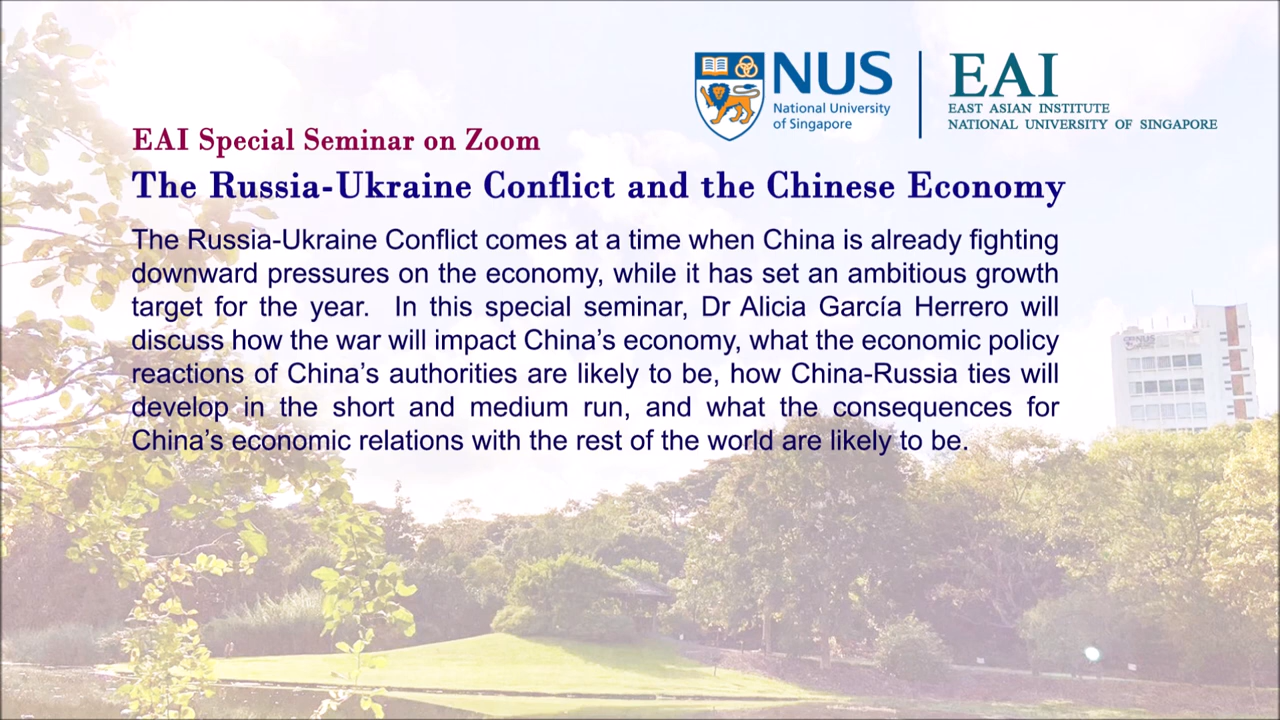 NUS
National University
of Singapore
EAI
EAST ASIAN INSTITUTE
NATIONAL UNIVERSITY OF SINGAPORE
EAI Special Seminar on Zoom
The Russia-Ukraine Conflict and the Chinese Economy
The Russia-Ukraine Conflict comes at a time when China is already fighting
downward pressures on the economy, while it has set an ambitious growth
target for the year. In this special seminar, Dr Alicia García Herrero will
discuss how the war will impact China’s economy, what the economic policy
reactions of China’s authorities are likely to be, how China-Russia ties will
develop in the short and medium run, and what the consequences for
China’s economic relations with the rest of the world are likely to be.